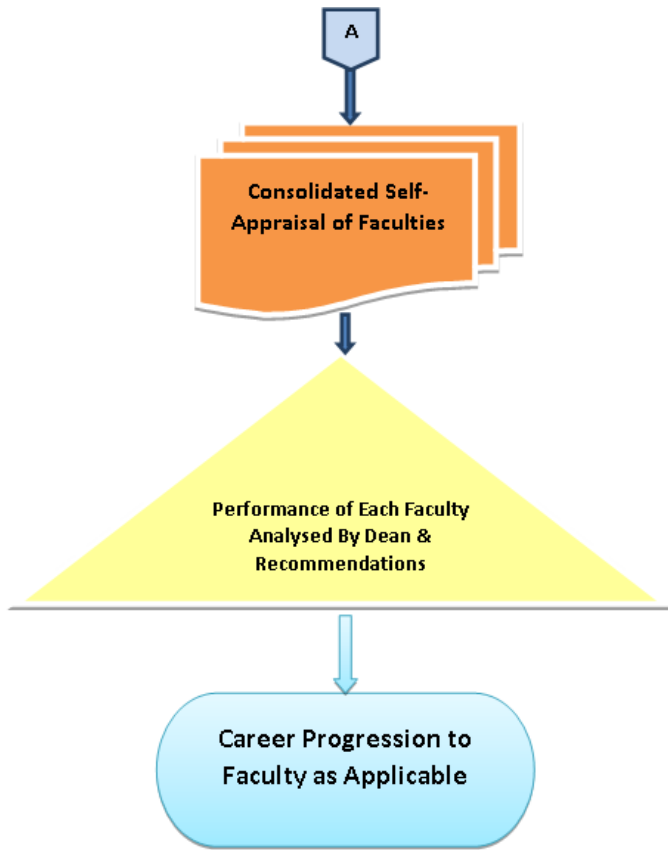 A
Consolidated Self-
Appraisal of Faculties
Performance of Each Faculty
Analysed By Dean &
Recommendations
Career Progression to
Faculty as Applicable